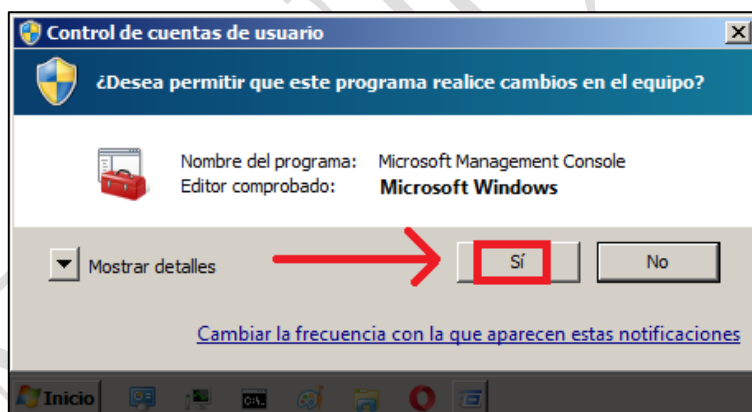 Control de cuentas de usuario
¿Desea permitir que este programa realice cambios en el equipo?
Nombre del programa: Microsoft Management Console
Editor comprobado: Microsoft Windows
Mostrar detalles
Sí
No
Cambiar la frecuencia con la que aparecen estas notificaciones
Inicio
C:\.